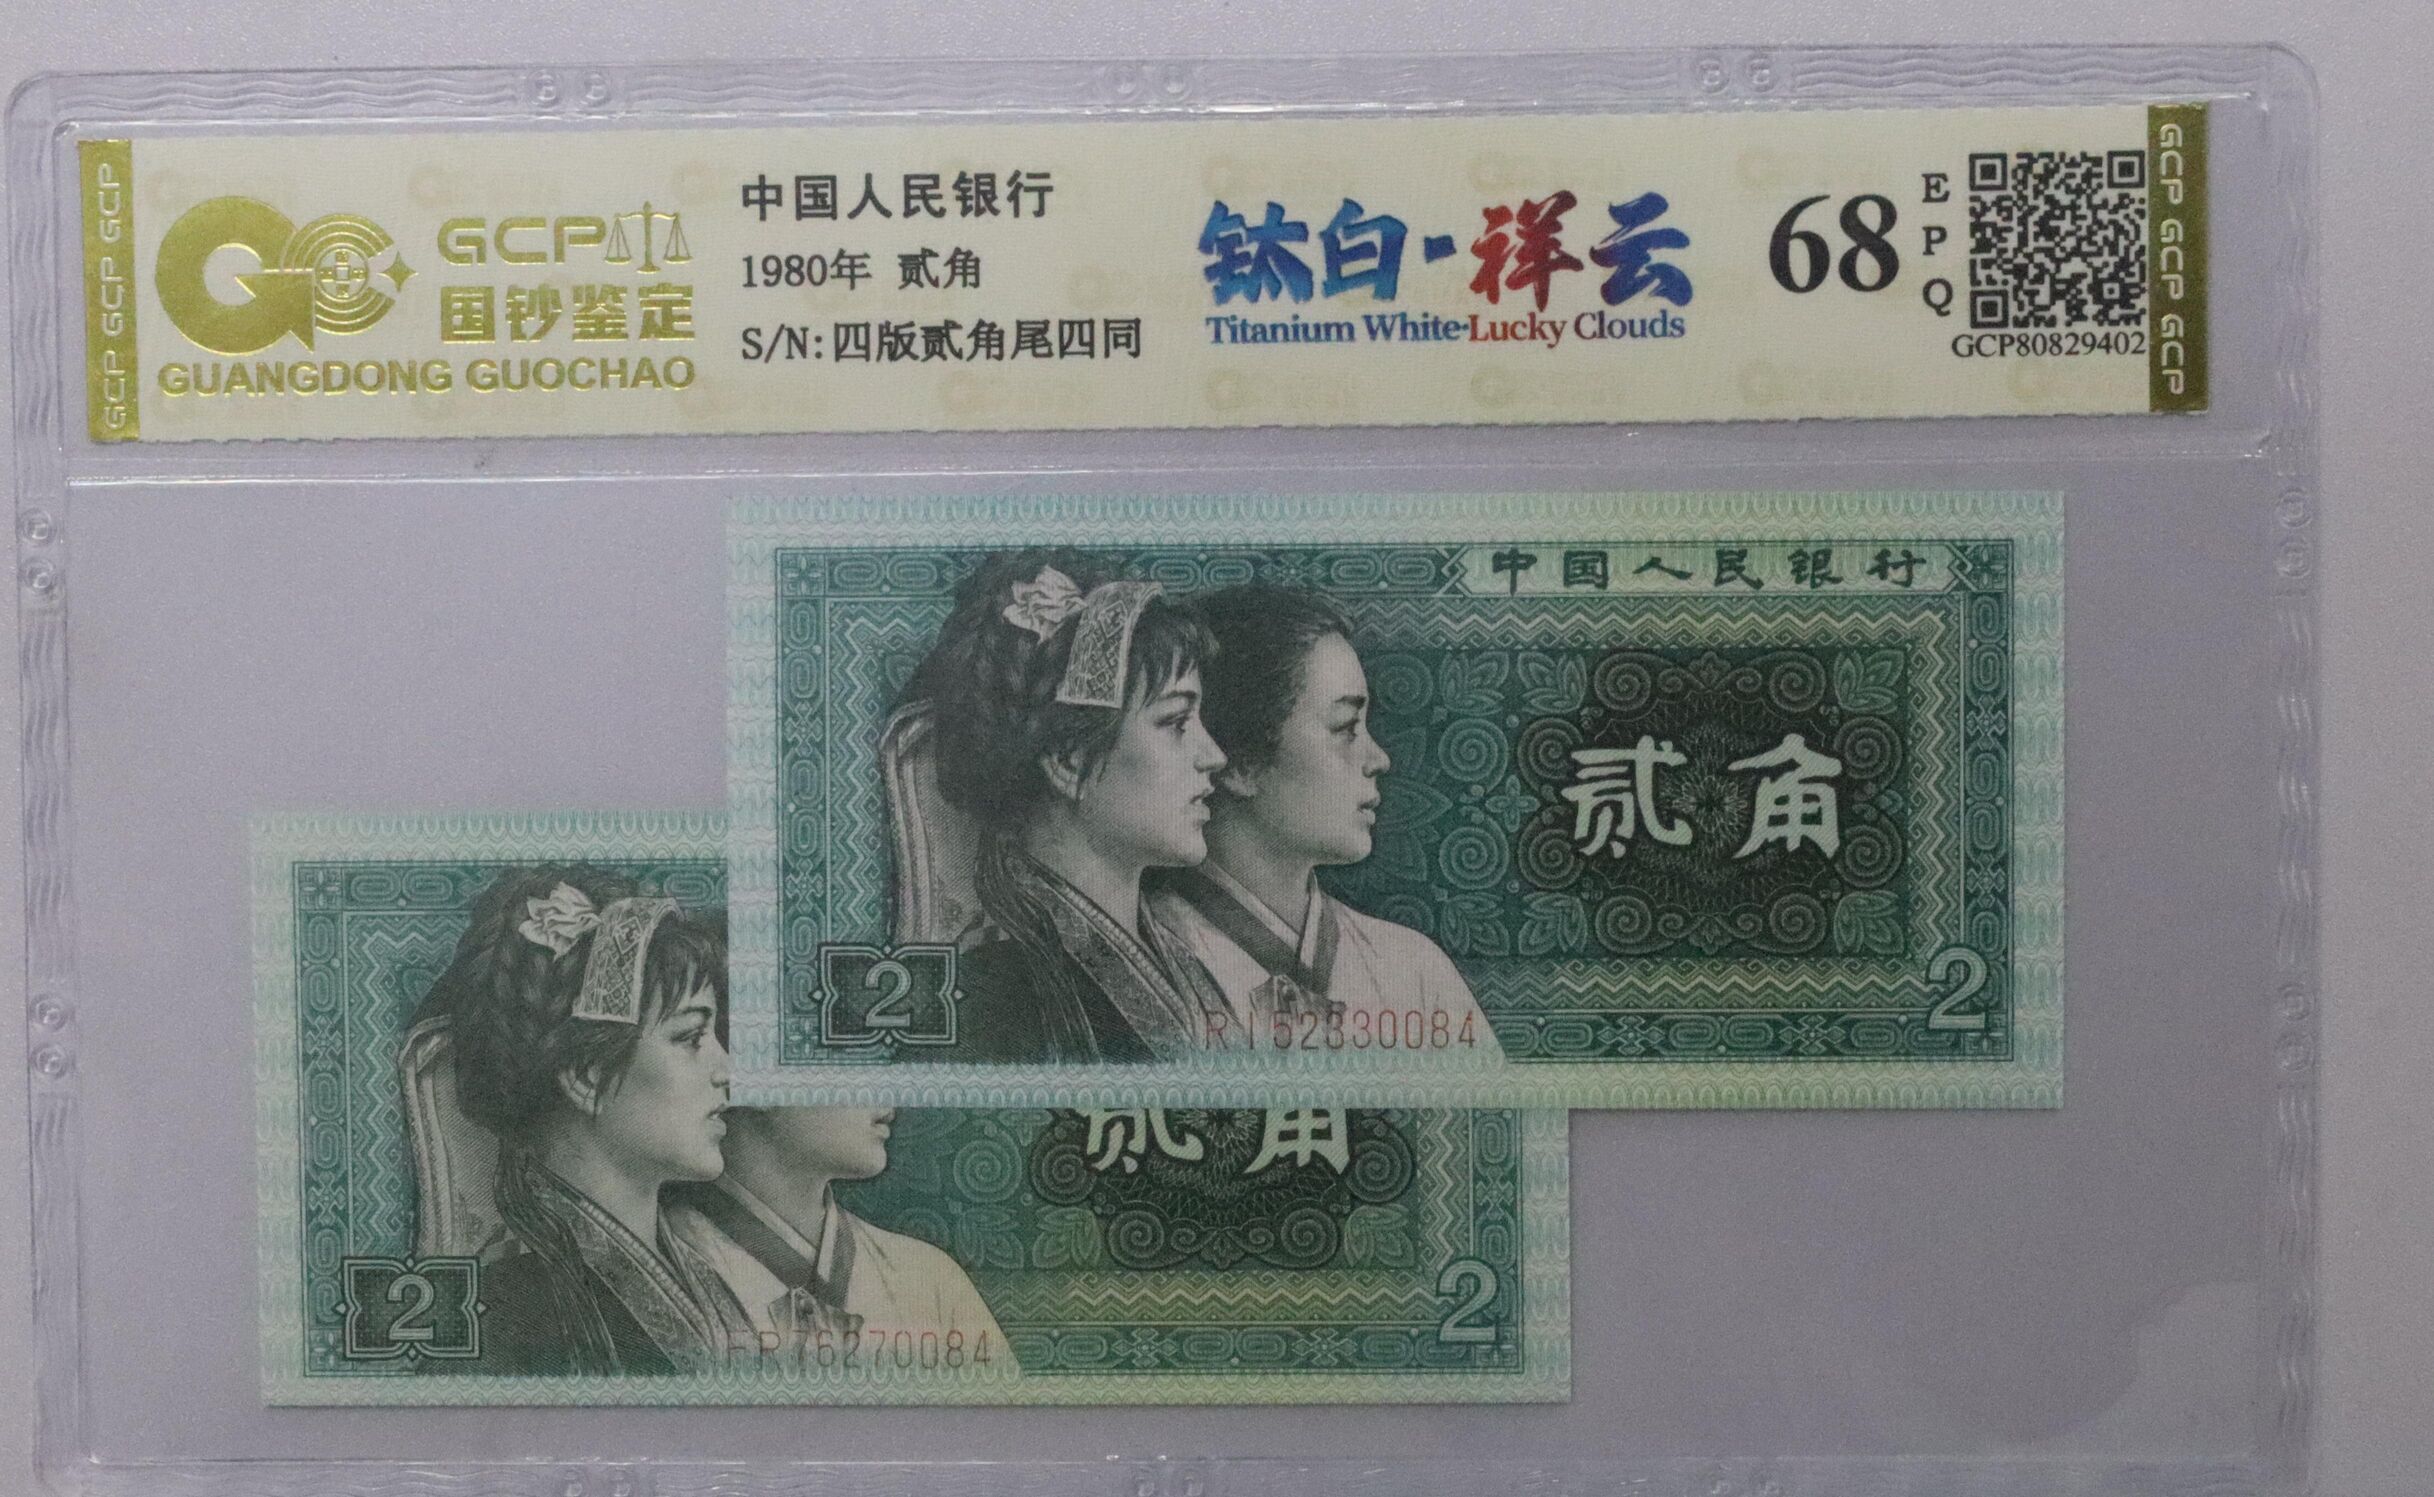 GCP GCP GCP
GCP
国钞鉴定
GUANGDONG GUOCHAO
中国人民银行
1980年 贰角
S/N:四版贰角尾四同
钛白-祥云
Titanium White·Lucky Clouds
68
EPQ
GCP80829402
GCP GCP GCP
中国人民银行
贰角
2
2
RI52330084
贰角
2
2
FR76270084